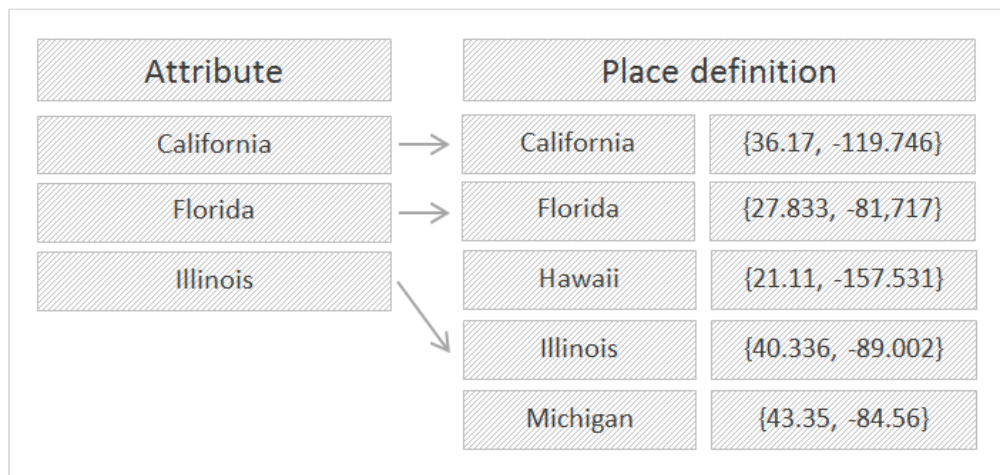 Attribute Place definition
California California {36.17, -119.746}
Florida Florida {27.833, -81,717}
Illinois Hawaii {21.11, -157.531}
Illinois {40.336, -89.002}
Michigan {43.35, -84.56}